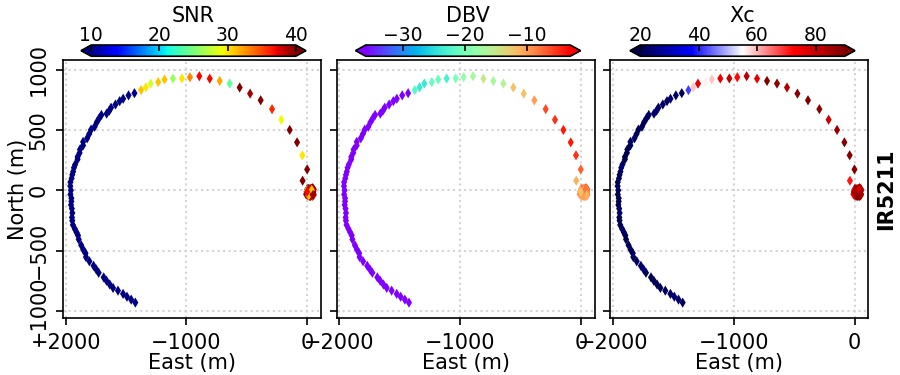 SNR DBV Xc
10 20 30 40 −30 −20 −10 20 40 60 80
1000
500
0
−500
−1000
North (m)
IR5211
−2000 −1000 0 −2000 −1000 0 −2000 −1000 0
East (m) East (m) East (m)